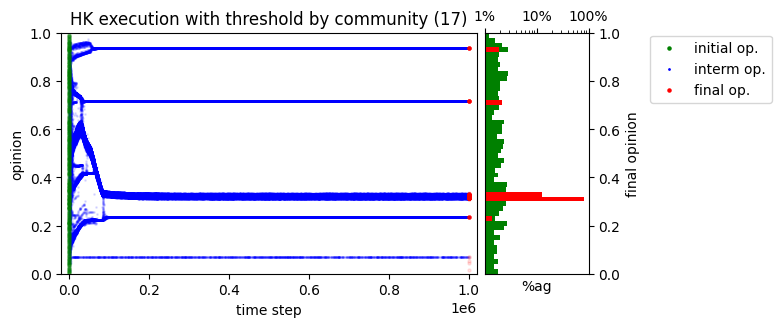 HK execution with threshold by community (17)
1% 10% 100%
initial op.
interm op.
final op.
opinion
1.0
0.8
0.6
0.4
0.2
0.0
0.0 0.2 0.4 0.6 0.8 1.0
1e6
time step
%ag
1.0
0.8
0.6
0.4
0.2
0.0
final opinion